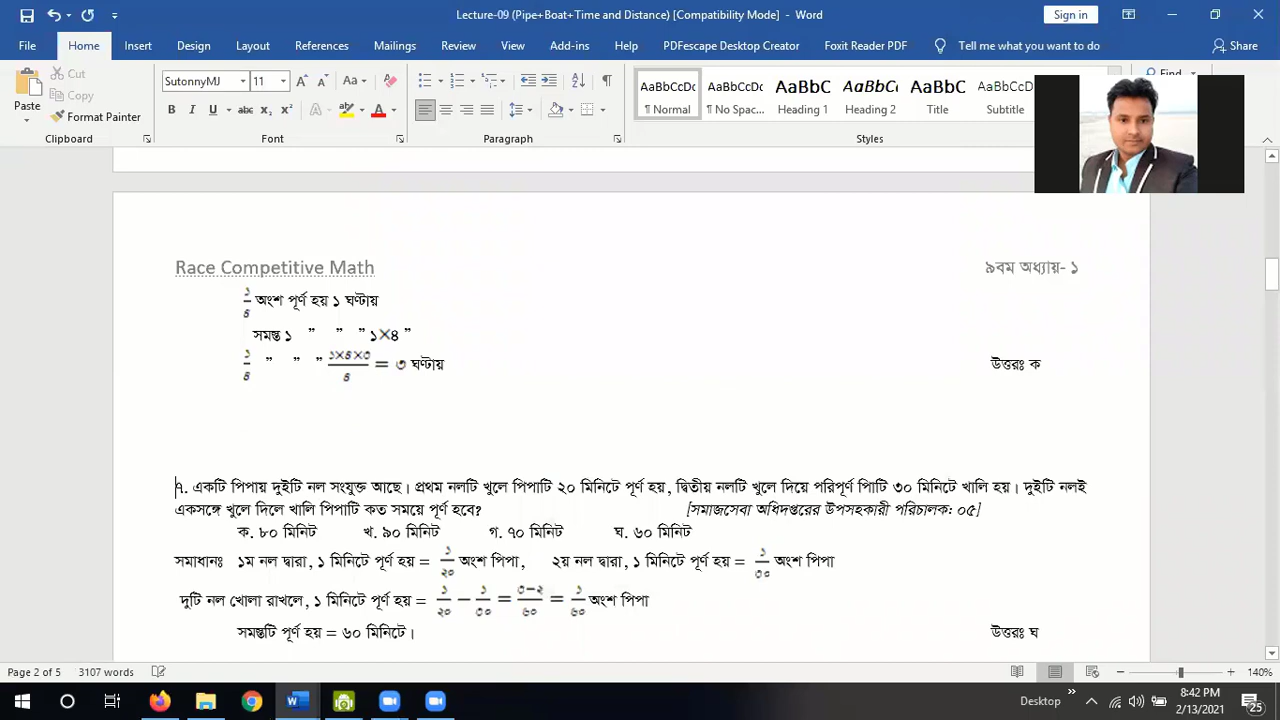 Lecture-09 (Pipe+Boat+Time and Distance) [Compatibility Mode] - Word
Sign in
File Home Insert Design Layout References Mailings Review View Add-ins Help PDFescape Desktop Creator Foxit Reader PDF Tell me what you want to do Share
Cut
Copy
Paste
Format Painter
SutonnyMJ 11
AaBbCcDc AaBbCcDc AaBbC AaBbCc AaBbC AaBbCcD
¶ Normal ¶ No Spac... Heading 1 Heading 2 Title Subtitle
Find
Clipboard Font Paragraph Styles
Race Competitive Math ৯বম অধ্যায়- ১
১/৪ অংশ পূর্ণ হয় ১ ঘণ্টায়
সমস্ত ১ ” ” ” ১×৪ ”
১/৪ ” ” ” ১×৪×৩/৪ = ৩ ঘণ্টায় উত্তরঃ ক
৭. একটি পিপায় দুইটি নল সংযুক্ত আছে। প্রথম নলটি খুলে পিপাটি ২০ মিনিটে পূর্ণ হয়, দ্বিতীয় নলটি খুলে দিয়ে পরিপূর্ণ পিাটি ৩০ মিনিটে খালি হয়। দুইটি নলই
একসঙ্গে খুলে দিলে খালি পিপাটি কত সময়ে পূর্ণ হবে? [সমাজসেবা অধিদপ্তরের উপসহকারী পরিচালক: ০৫]
ক. ৮০ মিনিট খ. ৯০ মিনিট গ. ৭০ মিনিট ঘ. ৬০ মিনিট
সমাধানঃ ১ম নল দ্বারা, ১ মিনিটে পূর্ণ হয় = ১/২০ অংশ পিপা, ২য় নল দ্বারা, ১ মিনিটে পূর্ণ হয় = ১/৩০ অংশ পিপা
দুটি নল খোলা রাখলে, ১ মিনিটে পূর্ণ হয় = ১/২০ − ১/৩০ = ৩−২/৬০ = ১/৬০ অংশ পিপা
সমস্তটি পূর্ণ হয় = ৬০ মিনিটে। উত্তরঃ ঘ
Page 2 of 5 3107 words 140%
Desktop 8:42 PM
2/13/2021 25